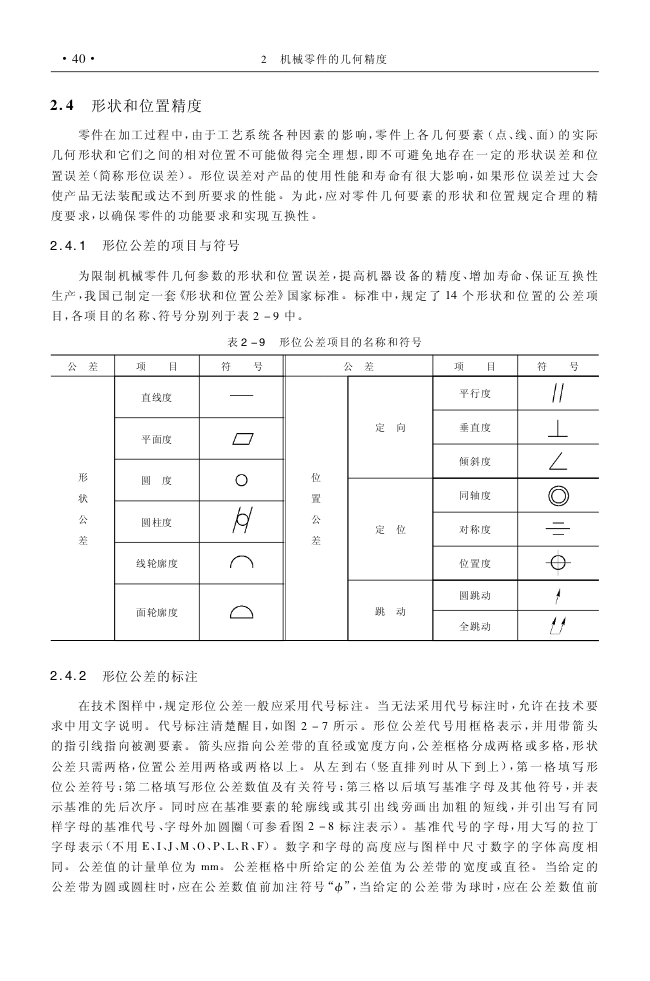 · 40 ·
2 机械零件的几何精度
2.4 形状和位置精度
零件在加工过程中,由于工艺系统各种因素的影响,零件上各几何要素(点、线、面)的实际
几何形状和它们之间的相对位置不可能做得完全理想,即不可避免地存在一定的形状误差和位
置误差(简称形位误差)。形位误差对产品的使用性能和寿命有很大影响,如果形位误差过大会
使产品无法装配或达不到所要求的性能。为此,应对零件几何要素的形状和位置规定合理的精
度要求,以确保零件的功能要求和实现互换性。
2.4.1 形位公差的项目与符号
为限制机械零件几何参数的形状和位置误差,提高机器设备的精度、增加寿命、保证互换性
生产,我国已制定一套《形状和位置公差》国家标准。标准中,规定了 14 个形状和位置的公差项
目,各项目的名称、符号分别列于表 2-9 中。
表 2-9 形位公差项目的名称和符号
公 差 项 目 符 号 公 差 项 目 符 号
形状公差
直线度
平面度
圆 度
圆柱度
线轮廓度
面轮廓度
位置公差
定 向
平行度
垂直度
倾斜度
定 位
同轴度
对称度
位置度
跳 动
圆跳动
全跳动
2.4.2 形位公差的标注
在技术图样中,规定形位公差一般应采用代号标注。当无法采用代号标注时,允许在技术要
求中用文字说明。代号标注清楚醒目,如图 2-7 所示。形位公差代号用框格表示,并用带箭头
的指引线指向被测要素。箭头应指向公差带的直径或宽度方向,公差框格分成两格或多格,形状
公差只需两格,位置公差用两格或两格以上。从左到右(竖直排列时从下到上),第一格填写形
位公差符号;第二格填写形位公差数值及有关符号;第三格以后填写基准字母及其他符号,并表
示基准的先后次序。同时应在基准要素的轮廓线或其引出线旁画出加粗的短线,并引出写有同
样字母的基准代号、字母外加圆圈(可参看图 2-8 标注表示)。基准代号的字母,用大写的拉丁
字母表示(不用 E、I、J、M、O、P、L、R、F)。数字和字母的高度应与图样中尺寸数字的字体高度相
同。公差值的计量单位为 mm。公差框格中所给定的公差值为公差带的宽度或直径。当给定的
公差带为圆或圆柱时,应在公差数值前加注符号“ϕ”,当给定的公差带为球时,应在公差数值前